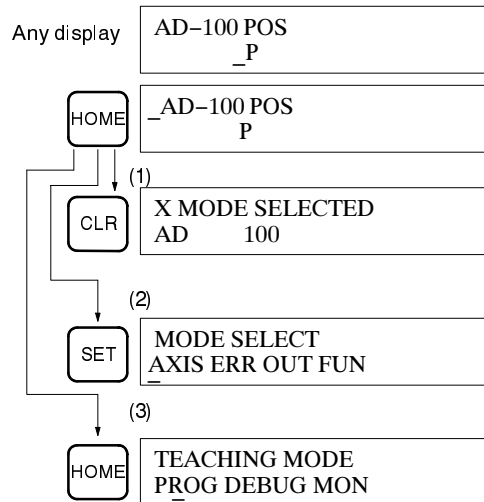 AD-100 POS
Any display
_P
HOME
_AD-100 POS
P
(1)
CLR
X MODE SELECTED
AD 100
(2)
SET
MODE SELECT
AXIS ERR OUT FUN
(3)
HOME
TEACHING MODE
PROG DEBUG MON